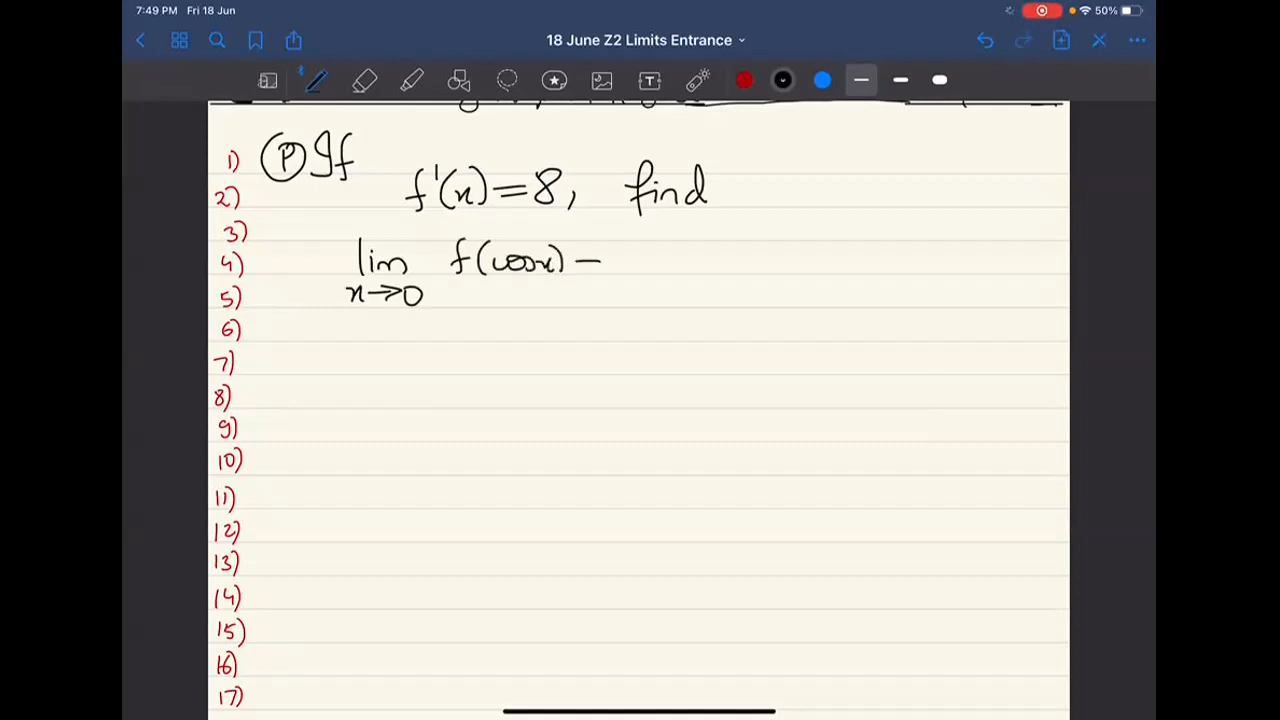 7:49 PM Fri 18 Jun
50%
18 June Z2 Limits Entrance
1) (P) If
2) f'(x) = 8, find
3)
4) lim f(cosx) –
5) x→0
6)
7)
8)
9)
10)
11)
12)
13)
14)
15)
16)
17)